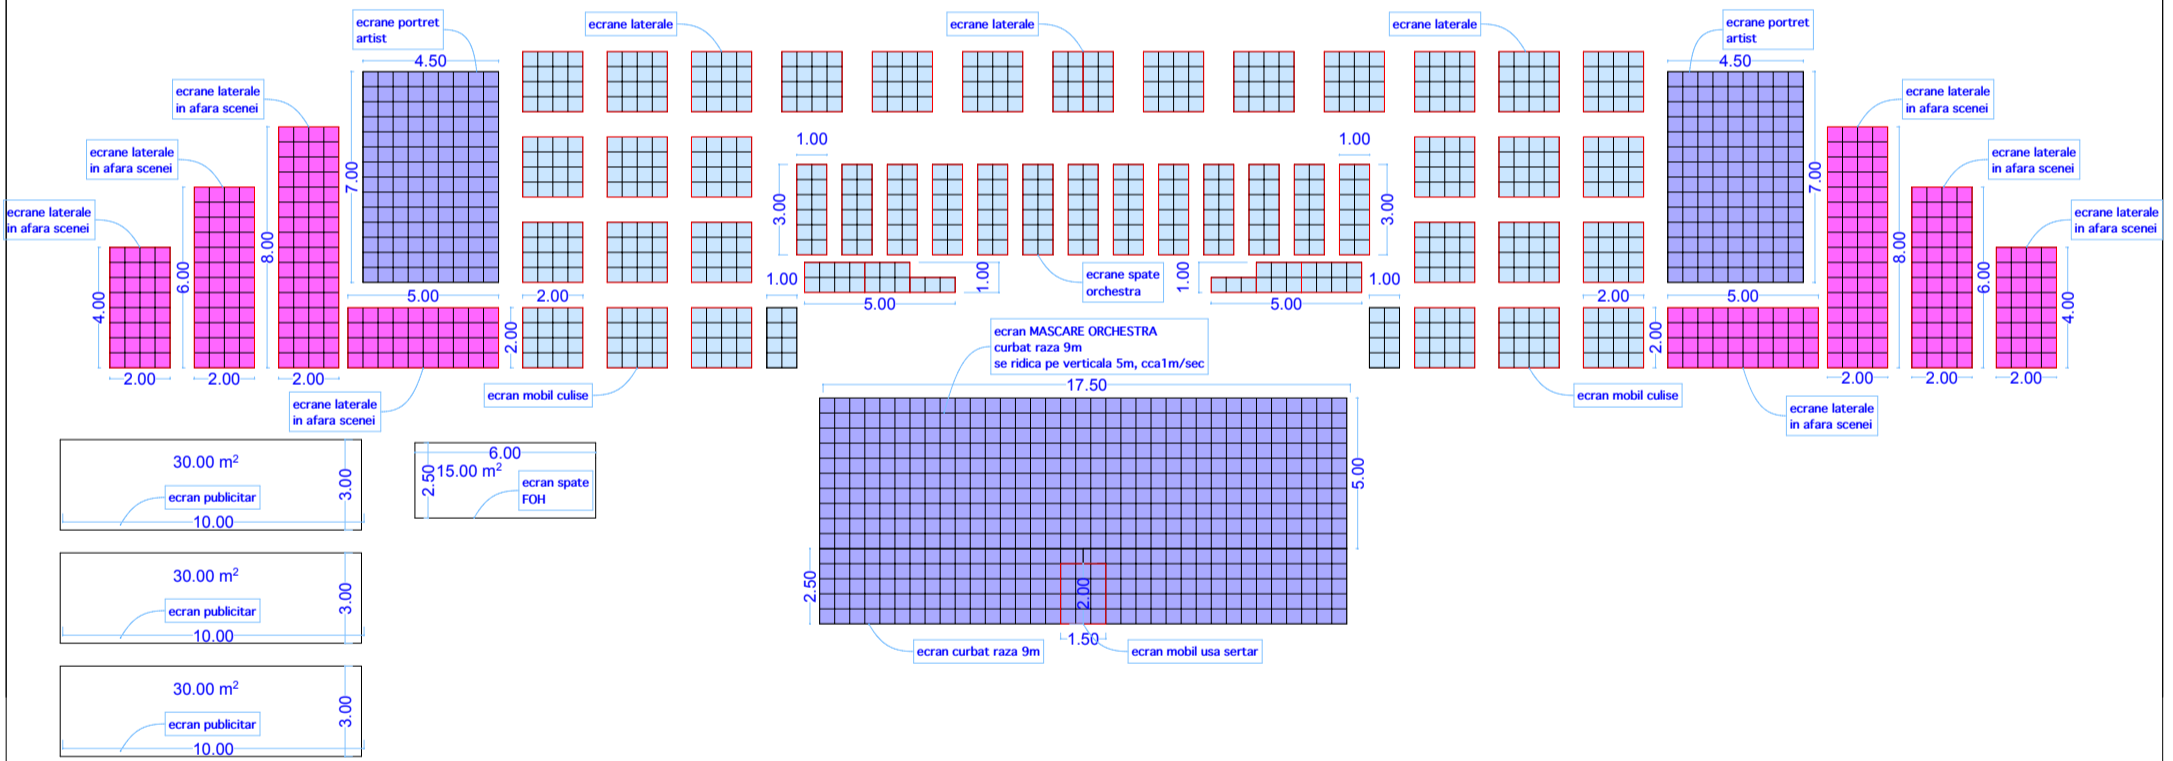 ecrane portret
artist
ecrane laterale
ecrane laterale
ecrane laterale
ecrane portret
artist
4.50
4.50
ecrane laterale
in afara scenei
ecrane laterale
in afara scenei
ecrane laterale
in afara scenei
ecrane laterale
in afara scenei
ecrane laterale
in afara scenei
ecrane laterale
in afara scenei
1.00
1.00
7.00
7.00
3.00
3.00
8.00
8.00
6.00
6.00
4.00
4.00
1.00
1.00
ecrane spate
orchestra
1.00
1.00
5.00
2.00
5.00
5.00
2.00
5.00
2.00
2.00
ecran MASCARE ORCHESTRA
curbat raza 9m
se ridica pe verticala 5m, cca1m/sec
2.00
2.00
2.00
2.00
2.00
2.00
17.50
ecrane laterale
in afara scenei
ecran mobil culise
ecran mobil culise
ecrane laterale
in afara scenei
30.00 m²
3.00
ecran publicitar
10.00
6.00
2.50
15.00 m²
ecran spate
FOH
5.00
30.00 m²
3.00
ecran publicitar
10.00
2.50
2.00
1.50
ecran curbat raza 9m
ecran mobil usa sertar
30.00 m²
3.00
ecran publicitar
10.00